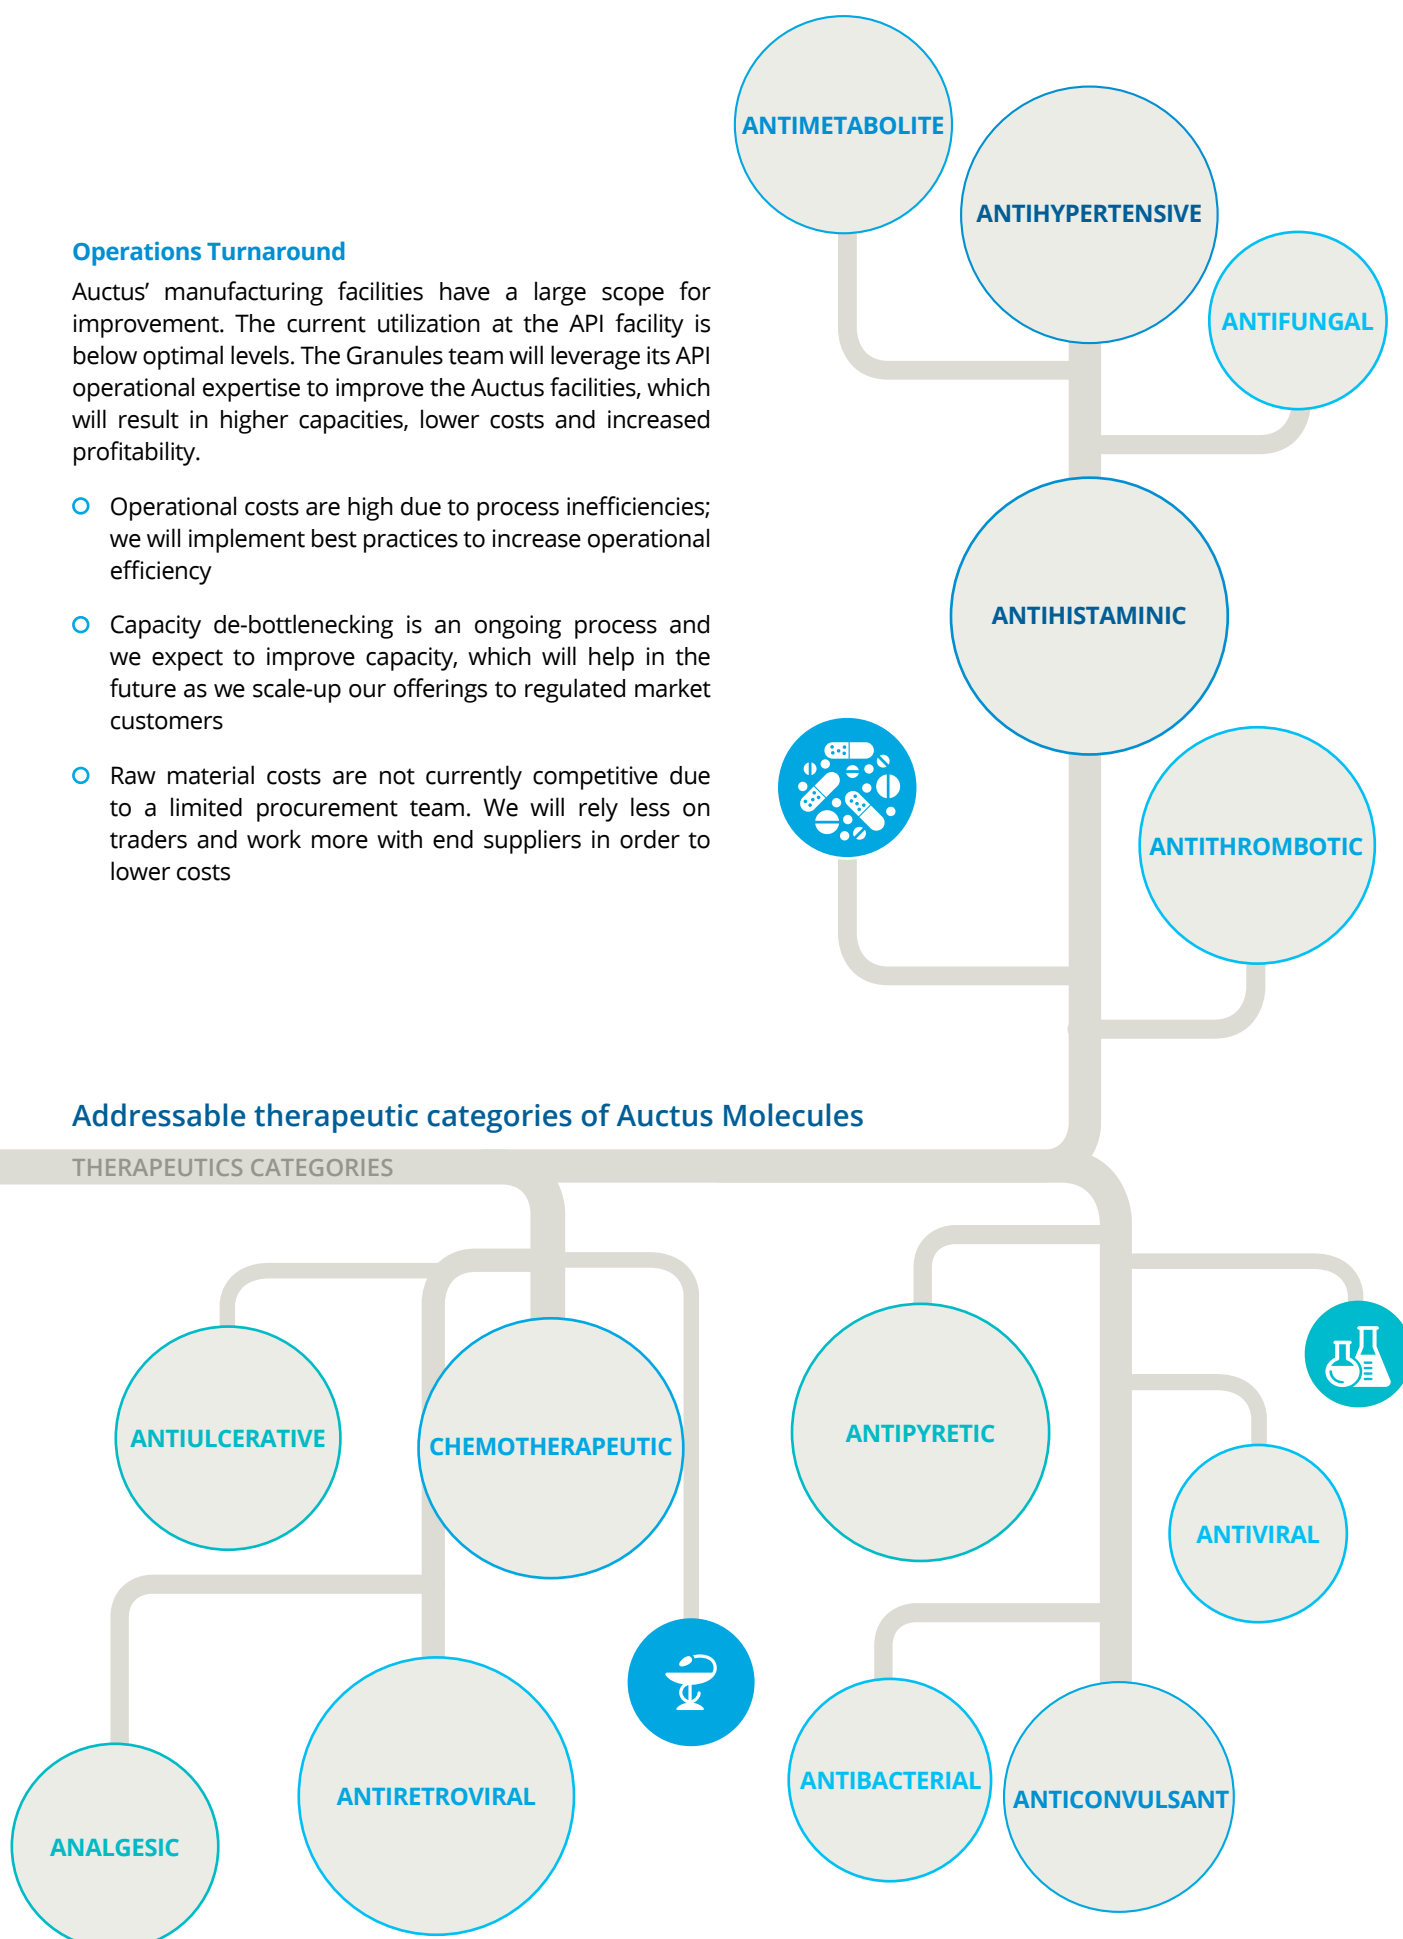 ANTIMETABOLITE
ANTIHYPERTENSIVE
ANTIFUNGAL
Operations Turnaround
Auctus’ manufacturing facilities have a large scope for
improvement. The current utilization at the API facility is
below optimal levels. The Granules team will leverage its API
operational expertise to improve the Auctus facilities, which
will result in higher capacities, lower costs and increased
profitability.
Operational costs are high due to process inefficiencies;
we will implement best practices to increase operational
efficiency
Capacity de-bottlenecking is an ongoing process and
we expect to improve capacity, which will help in the
future as we scale-up our offerings to regulated market
customers
Raw material costs are not currently competitive due
to a limited procurement team. We will rely less on
traders and work more with end suppliers in order to
lower costs
ANTIHISTAMINIC
ANTITHROMBOTIC
Addressable therapeutic categories of Auctus Molecules
THERAPEUTICS CATEGORIES
ANTIULCERATIVE
CHEMOTHERAPEUTIC
ANTIPYRETIC
ANTIVIRAL
ANTIRETROVIRAL
ANTIBACTERIAL
ANTICONVULSANT
ANALGESIC